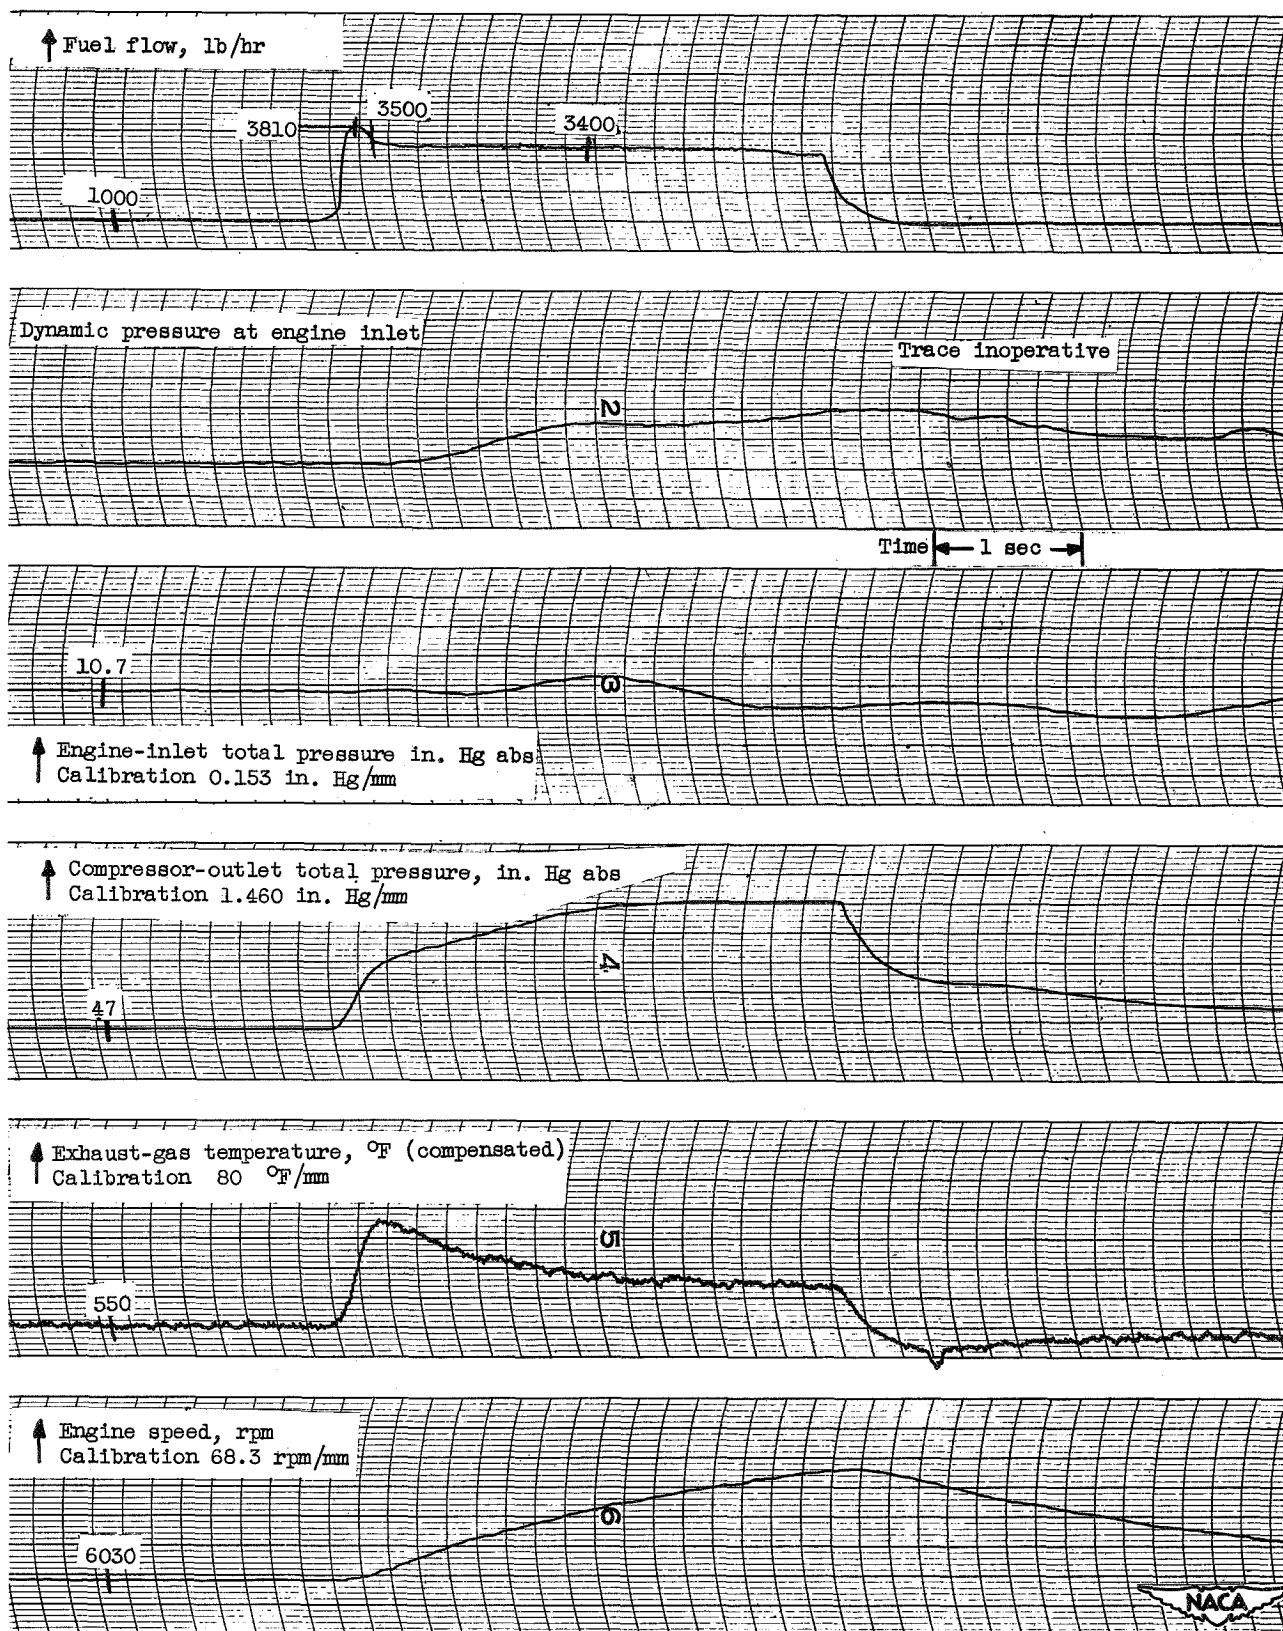 Fuel flow, lb/hr
3500
3810
3400
1000
Dynamic pressure at engine inlet
Trace inoperative
2
Time 1 sec
10.7
3
Engine-inlet total pressure in. Hg abs
Calibration 0.153 in. Hg/mm
Compressor-outlet total pressure, in. Hg abs
Calibration 1.460 in. Hg/mm
4
47
Exhaust-gas temperature, °F (compensated)
Calibration 80 °F/mm
5
550
Engine speed, rpm
Calibration 68.3 rpm/mm
6
6030
NACA